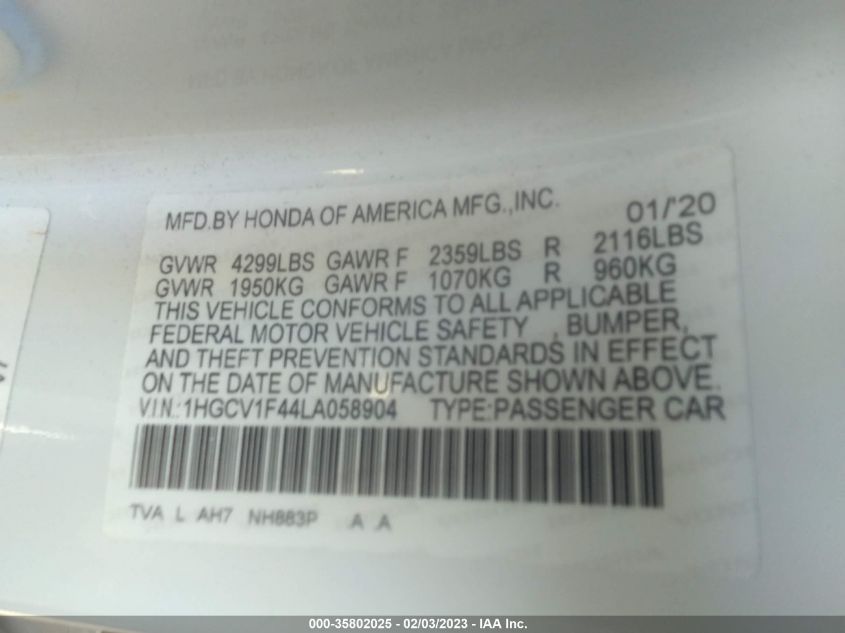 MFD.BY HONDA OF AMERICA MFG.,INC. 01/'20
GVWR 4299LBS GAWR F 2359LBS R 2116LBS
GVWR 1950KG GAWR F 1070KG R 960KG
THIS VEHICLE CONFORMS TO ALL APPLICABLE
FEDERAL MOTOR VEHICLE SAFETY , BUMPER,
AND THEFT PREVENTION STANDARDS IN EFFECT
ON THE DATE OF MANUFACTURE SHOWN ABOVE.
V.I.N.:1HGCV1F44LA058904 TYPE:PASSENGER CAR
TVA L AH7 NH883P A A
000-35802025 - 02/03/2023 - IAA Inc.